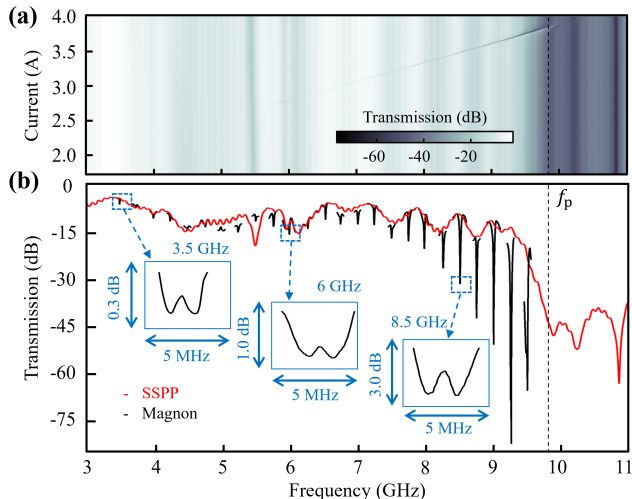 (a)
Current (A)
4.0
3.5
3.0
2.5
2.0
Transmission (dB)
-60 -40 -20
(b)
Transmission (dB)
0
-15
-30
-45
-60
-75
fp
3.5 GHz
0.3 dB
5 MHz
6 GHz
1.0 dB
5 MHz
8.5 GHz
3.0 dB
5 MHz
SSPP
Magnon
3 4 5 6 7 8 9 10 11
Frequency (GHz)